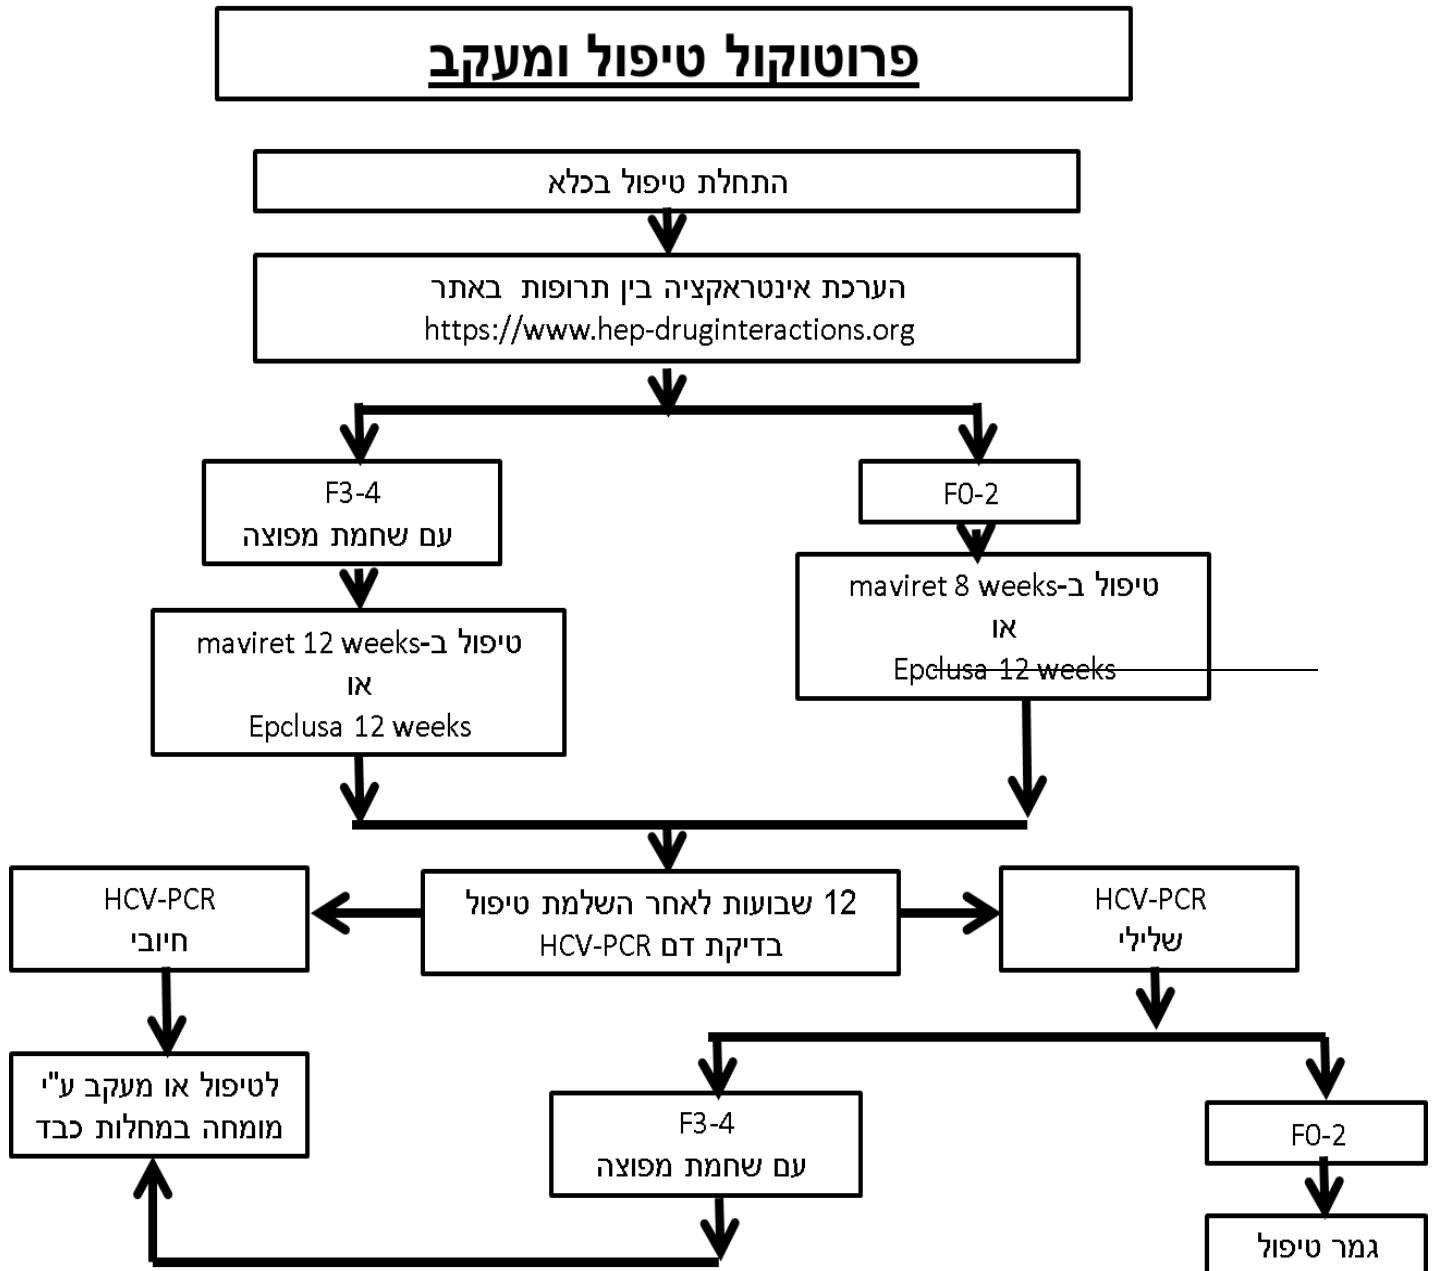 פרוטוקול טיפול ומעקב
התחלת טיפול בכלא
הערכת אינטראקציה בין תרופות באתר
https://www.hep-druginteractions.org
F0-2
F3-4
עם שחמת מפוצה
טיפול ב-maviret 8 weeks
או
Epclusa 12 weeks
טיפול ב-maviret 12 weeks
או
Epclusa 12 weeks
12 שבועות לאחר השלמת טיפול
בדיקת דם HCV-PCR
HCV-PCR
שלילי
HCV-PCR
חיובי
לטיפול או מעקב ע"י
מומחה במחלות כבד
F0-2
F3-4
עם שחמת מפוצה
גמר טיפול